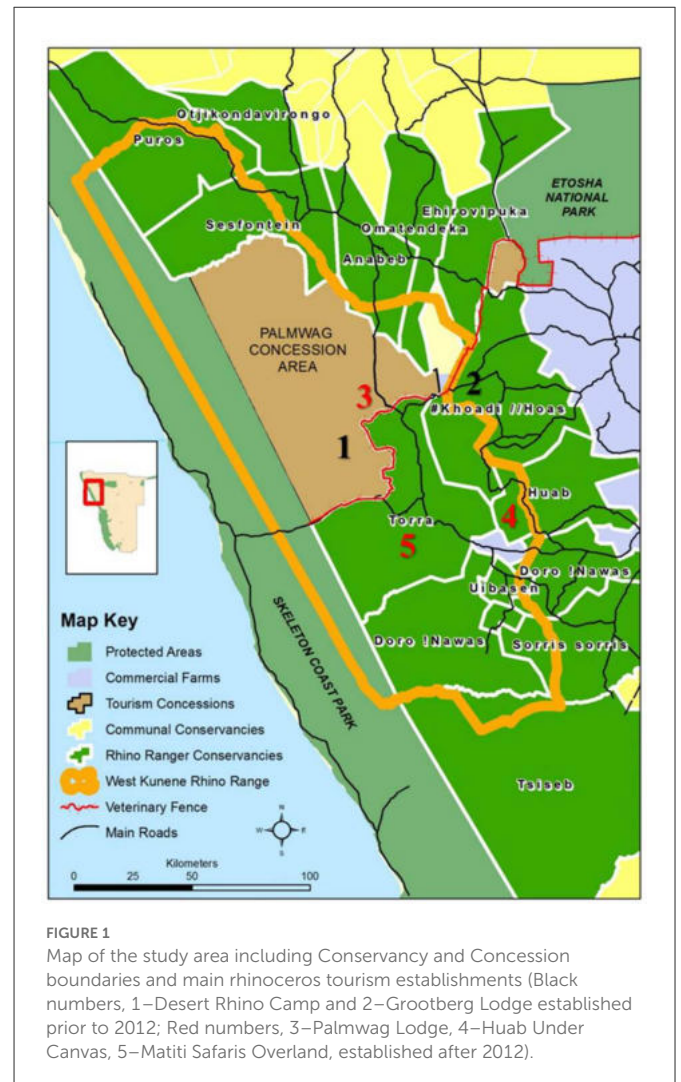 Otjikondavirongo
Puros
ETOSHA
NATIONAL
PARK
Ehirovipuka
Sesfontein
Omatendeka
Anabeb
PALMWAG
CONCESSION
AREA
3
2
#Khoadi //Hoas
1
Huab
4
Torra
5
Doro !Nawas
Uibasen
SKELETON COAST PARK
Doro !Nawas
Sorris sorris
Tsiseb
Map Key
Protected Areas
Commercial Farms
Tourism Concessions
Communal Conservancies
Rhino Ranger Conservancies
West Kunene Rhino Range
Veterinary Fence
Main Roads
N
W E
S
Kilometers
0 25 50 100
FIGURE 1
Map of the study area including Conservancy and Concession
boundaries and main rhinoceros tourism establishments (Black
numbers, 1–Desert Rhino Camp and 2–Grootberg Lodge established
prior to 2012; Red numbers, 3–Palmwag Lodge, 4–Huab Under
Canvas, 5–Matiti Safaris Overland, established after 2012).